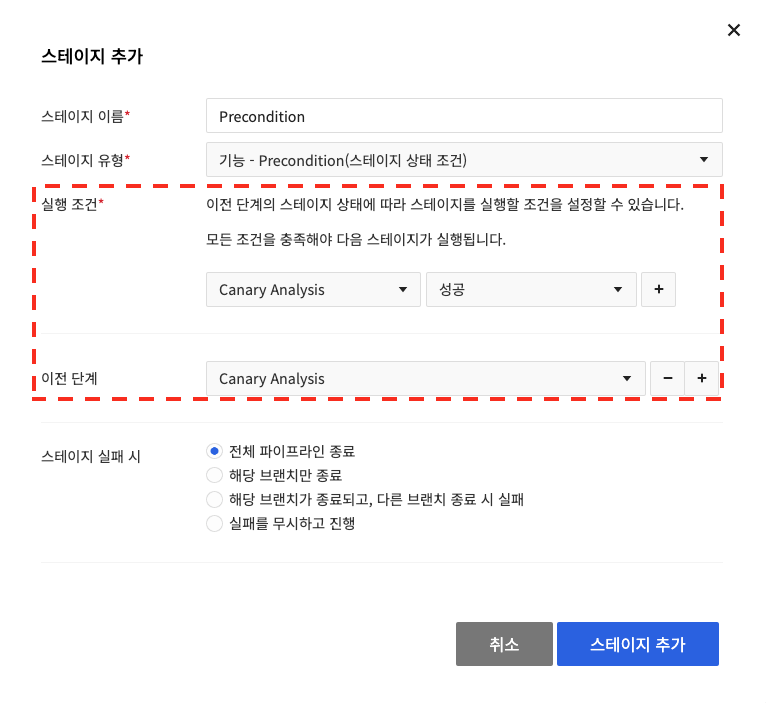 스테이지 추가
스테이지 이름*
Precondition
스테이지 유형*
기능 - Precondition(스테이지 상태 조건)
실행 조건*
이전 단계의 스테이지 상태에 따라 스테이지를 실행할 조건을 설정할 수 있습니다.
모든 조건을 충족해야 다음 스테이지가 실행됩니다.
Canary Analysis
성공
+
이전 단계
Canary Analysis
− +
스테이지 실패 시
전체 파이프라인 종료
해당 브랜치만 종료
해당 브랜치가 종료되고, 다른 브랜치 종료 시 실패
실패를 무시하고 진행
취소
스테이지 추가